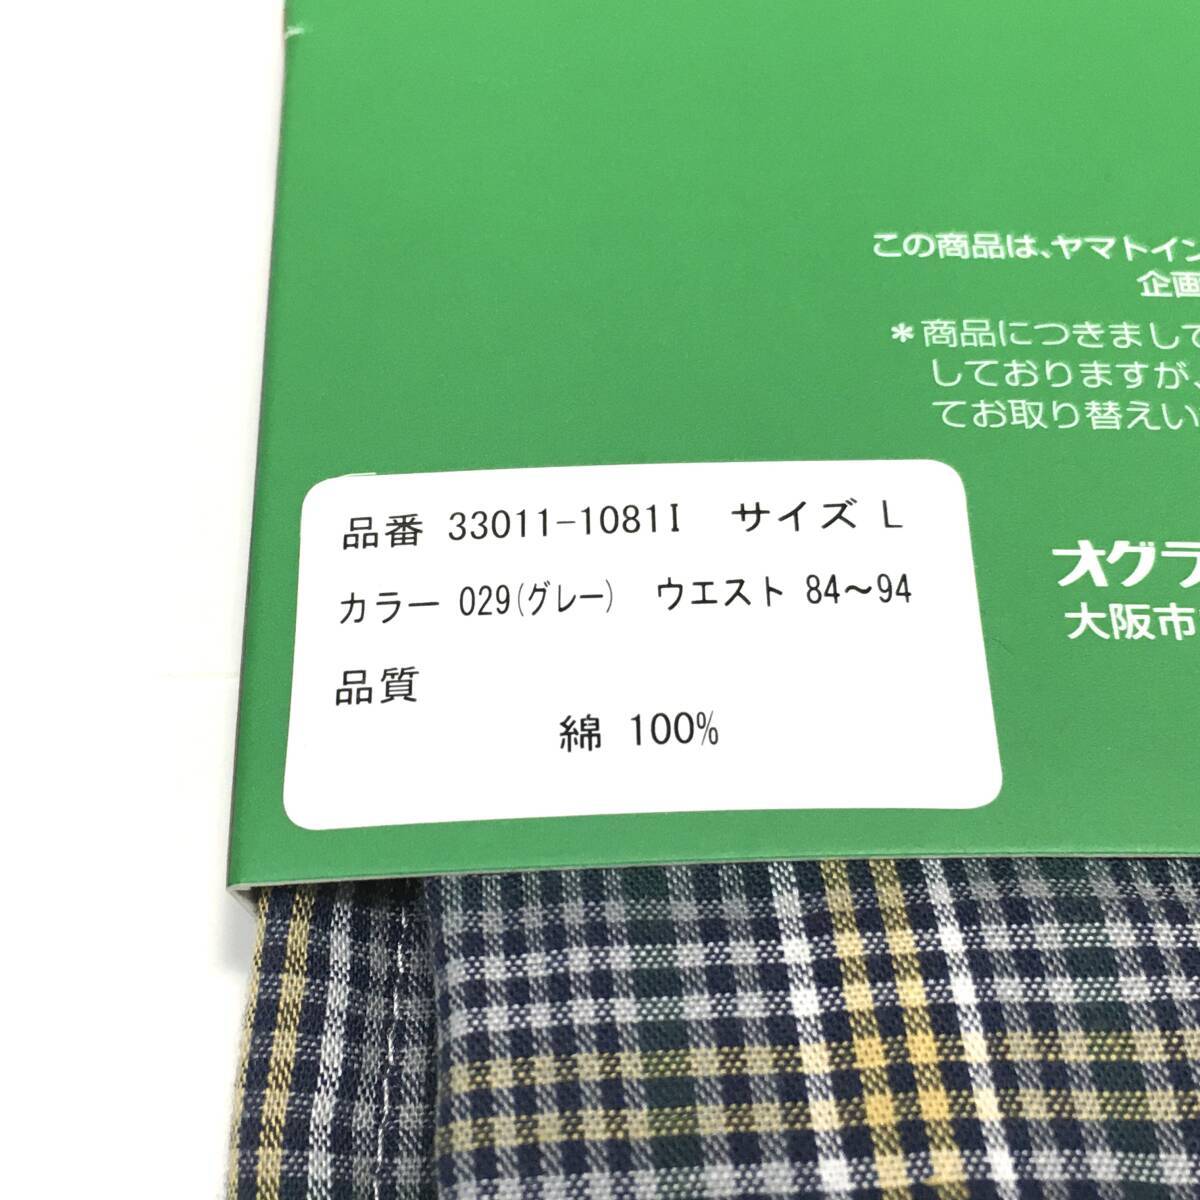 この商品は、ヤマトイン
企画
＊商品につきまして
しておりますが、
てお取り替えい
品番 33011-1081I サイズ L
カラー 029(グレー) ウエスト 84～94
品質
綿 100%
オグラ
大阪市